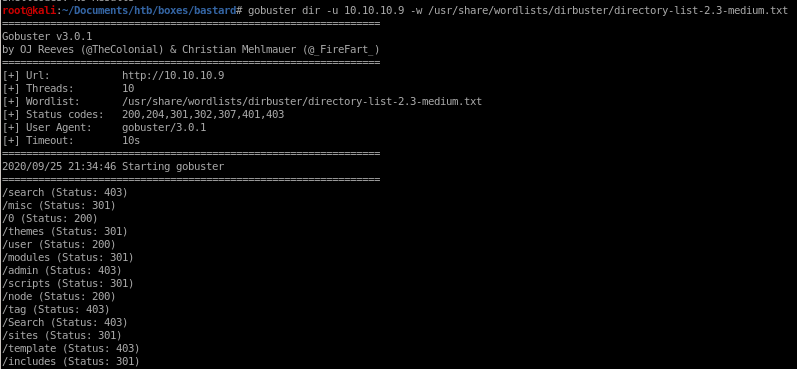 root@kali:~/Documents/htb/boxes/bastard# gobuster dir -u 10.10.10.9 -w /usr/share/wordlists/dirbuster/directory-list-2.3-medium.txt
===============================================================
Gobuster v3.0.1
by OJ Reeves (@TheColonial) & Christian Mehlmauer (@_FireFart_)
===============================================================
[+] Url:            http://10.10.10.9
[+] Threads:        10
[+] Wordlist:       /usr/share/wordlists/dirbuster/directory-list-2.3-medium.txt
[+] Status codes:   200,204,301,302,307,401,403
[+] User Agent:     gobuster/3.0.1
[+] Timeout:        10s
===============================================================
2020/09/25 21:34:46 Starting gobuster
===============================================================
/search (Status: 403)
/misc (Status: 301)
/0 (Status: 200)
/themes (Status: 301)
/user (Status: 200)
/modules (Status: 301)
/admin (Status: 403)
/scripts (Status: 301)
/node (Status: 200)
/tag (Status: 403)
/Search (Status: 403)
/sites (Status: 301)
/template (Status: 403)
/includes (Status: 301)